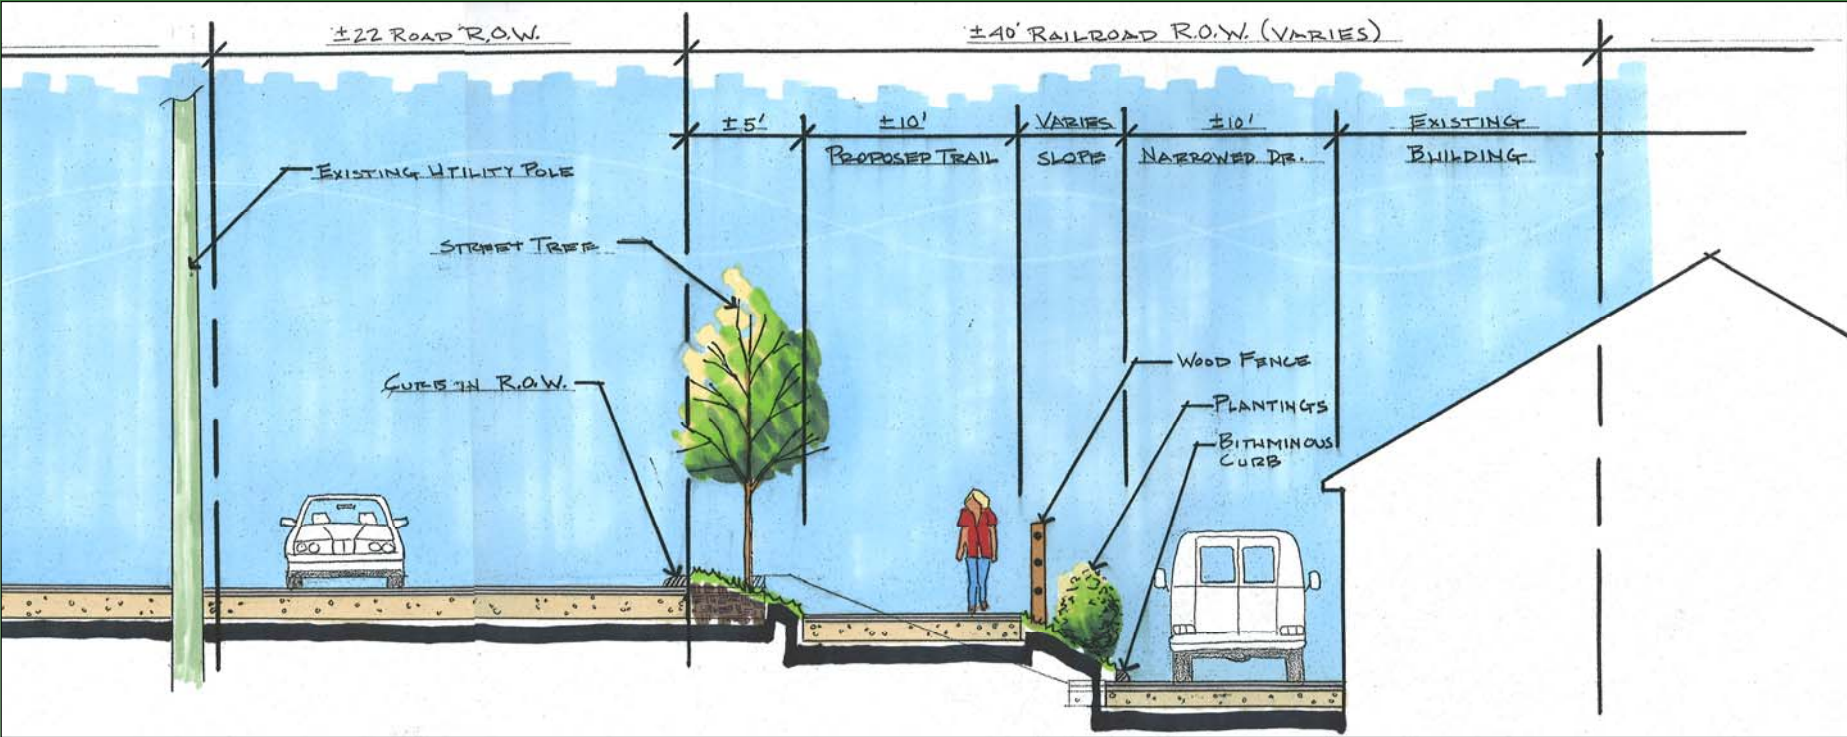 ±22 ROAD R.O.W.
±40' RAILROAD R.O.W. (VARIES)
±5'
±10'
VARIES
±10'
EXISTING
PROPOSED TRAIL
SLOPE
NARROWED DR.
BUILDING
EXISTING UTILITY POLE
STREET TREE
CURB IN R.O.W.
WOOD FENCE
PLANTINGS
BITUMINOUS
CURB